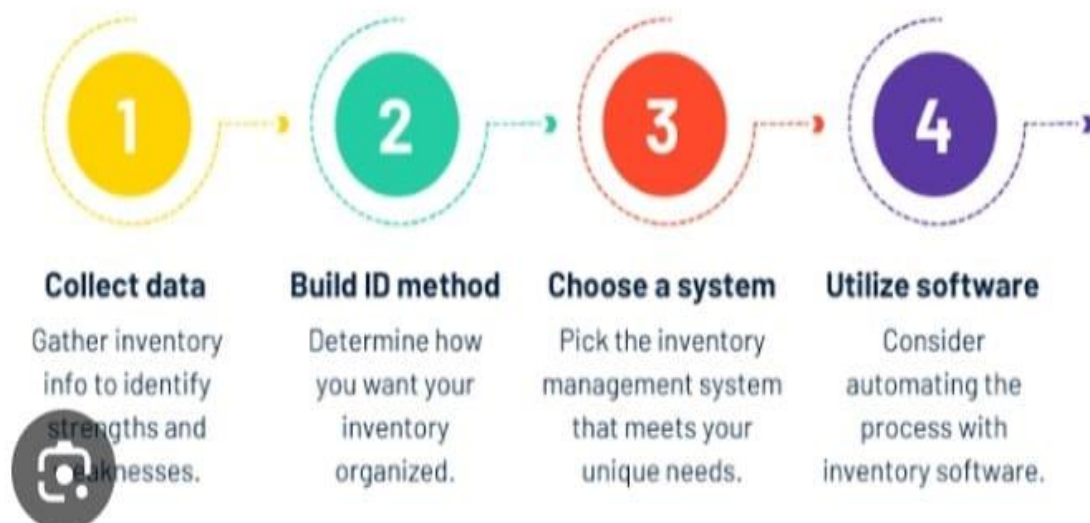 1
2
3
4
Collect data
Gather inventory
info to identify
strengths and
weaknesses.
Build ID method
Determine how
you want your
inventory
organized.
Choose a system
Pick the inventory
management system
that meets your
unique needs.
Utilize software
Consider
automating the
process with
inventory software.